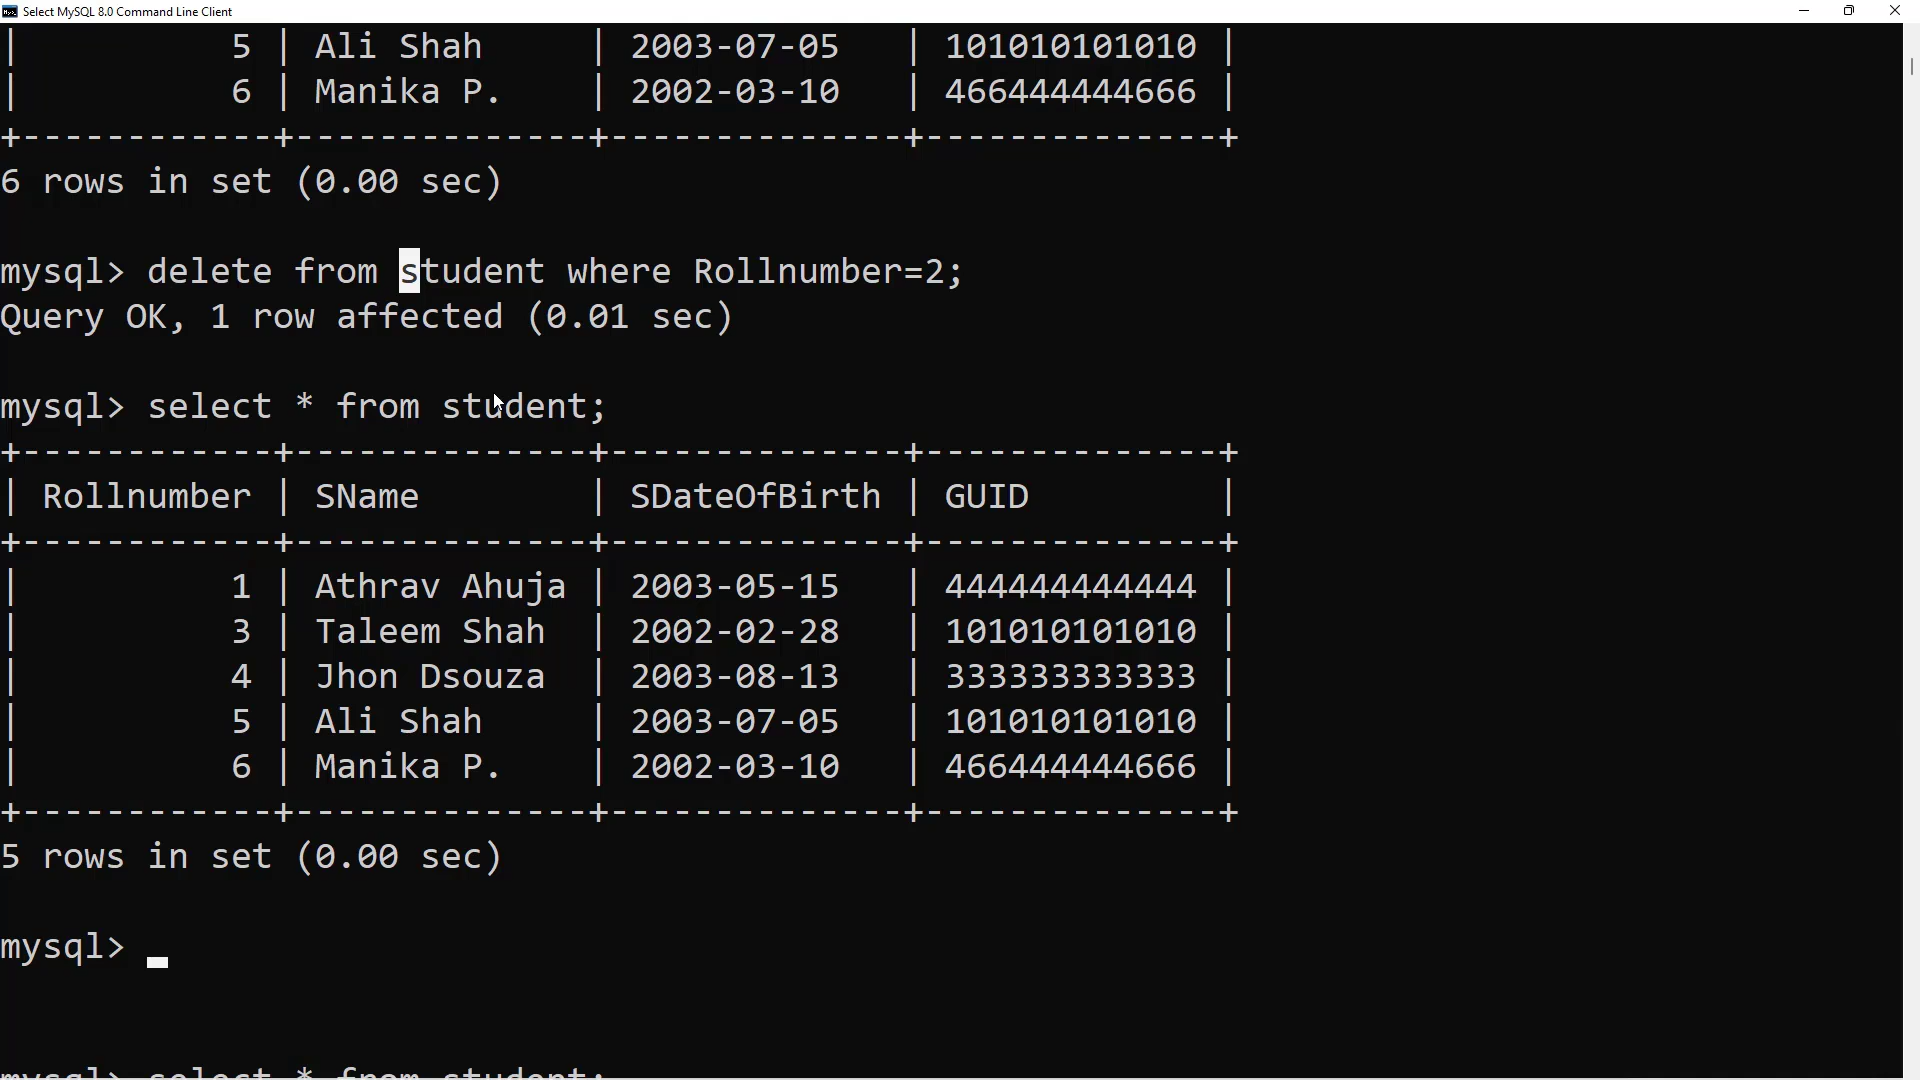 Select MySQL 8.0 Command Line Client
|          5 | Ali Shah     | 2003-07-05   | 101010101010 |
|          6 | Manika P.    | 2002-03-10   | 466444444666 |
+------------+--------------+--------------+--------------+
6 rows in set (0.00 sec)
mysql> delete from student where Rollnumber=2;
Query OK, 1 row affected (0.01 sec)
mysql> select * from student;
+------------+--------------+--------------+--------------+
| Rollnumber | SName        | SDateOfBirth | GUID         |
+------------+--------------+--------------+--------------+
|          1 | Athrav Ahuja | 2003-05-15   | 444444444444 |
|          3 | Taleem Shah  | 2002-02-28   | 101010101010 |
|          4 | Jhon Dsouza  | 2003-08-13   | 333333333333 |
|          5 | Ali Shah     | 2003-07-05   | 101010101010 |
|          6 | Manika P.    | 2002-03-10   | 466444444666 |
+------------+--------------+--------------+--------------+
5 rows in set (0.00 sec)
mysql>
mysql> select * from student;